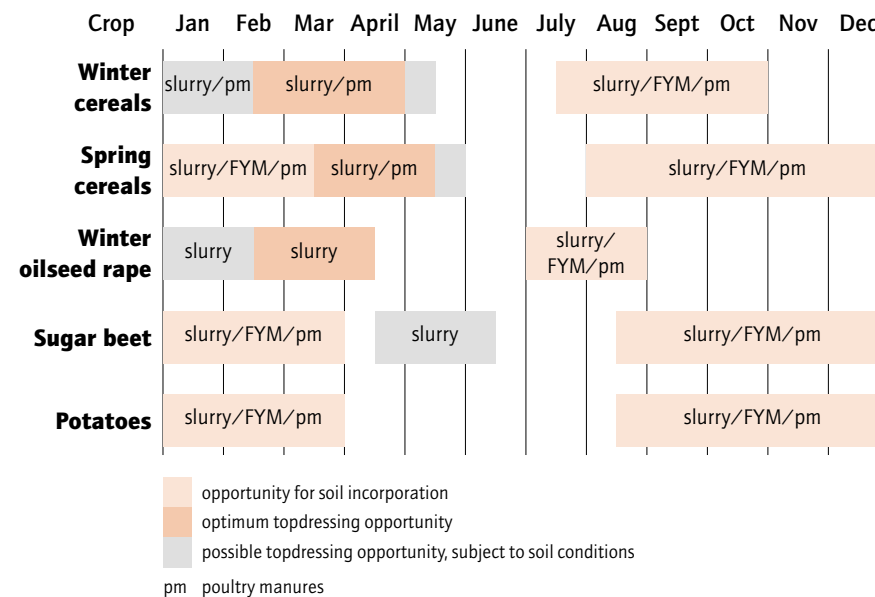 Crop Jan Feb Mar April May June July Aug Sept Oct Nov Dec
Winter
cereals
slurry/pm slurry/pm slurry/FYM/pm
Spring
cereals
slurry/FYM/pm slurry/pm slurry/FYM/pm
Winter
oilseed rape
slurry slurry slurry/
FYM/pm
Sugar beet slurry/FYM/pm slurry slurry/FYM/pm
Potatoes slurry/FYM/pm slurry/FYM/pm
opportunity for soil incorporation
optimum topdressing opportunity
possible topdressing opportunity, subject to soil conditions
pm poultry manures